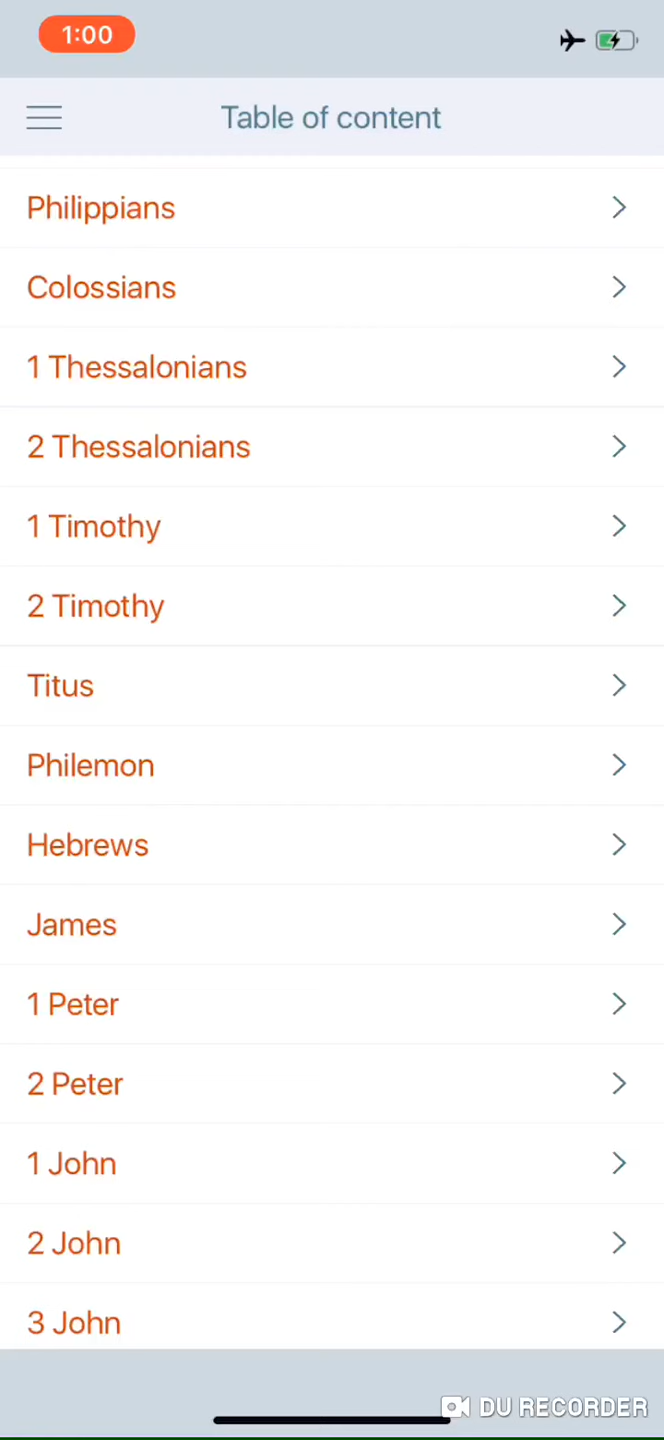 1:00
Table of content
Philippians
Colossians
1 Thessalonians
2 Thessalonians
1 Timothy
2 Timothy
Titus
Philemon
Hebrews
James
1 Peter
2 Peter
1 John
2 John
3 John
DU RECORDER